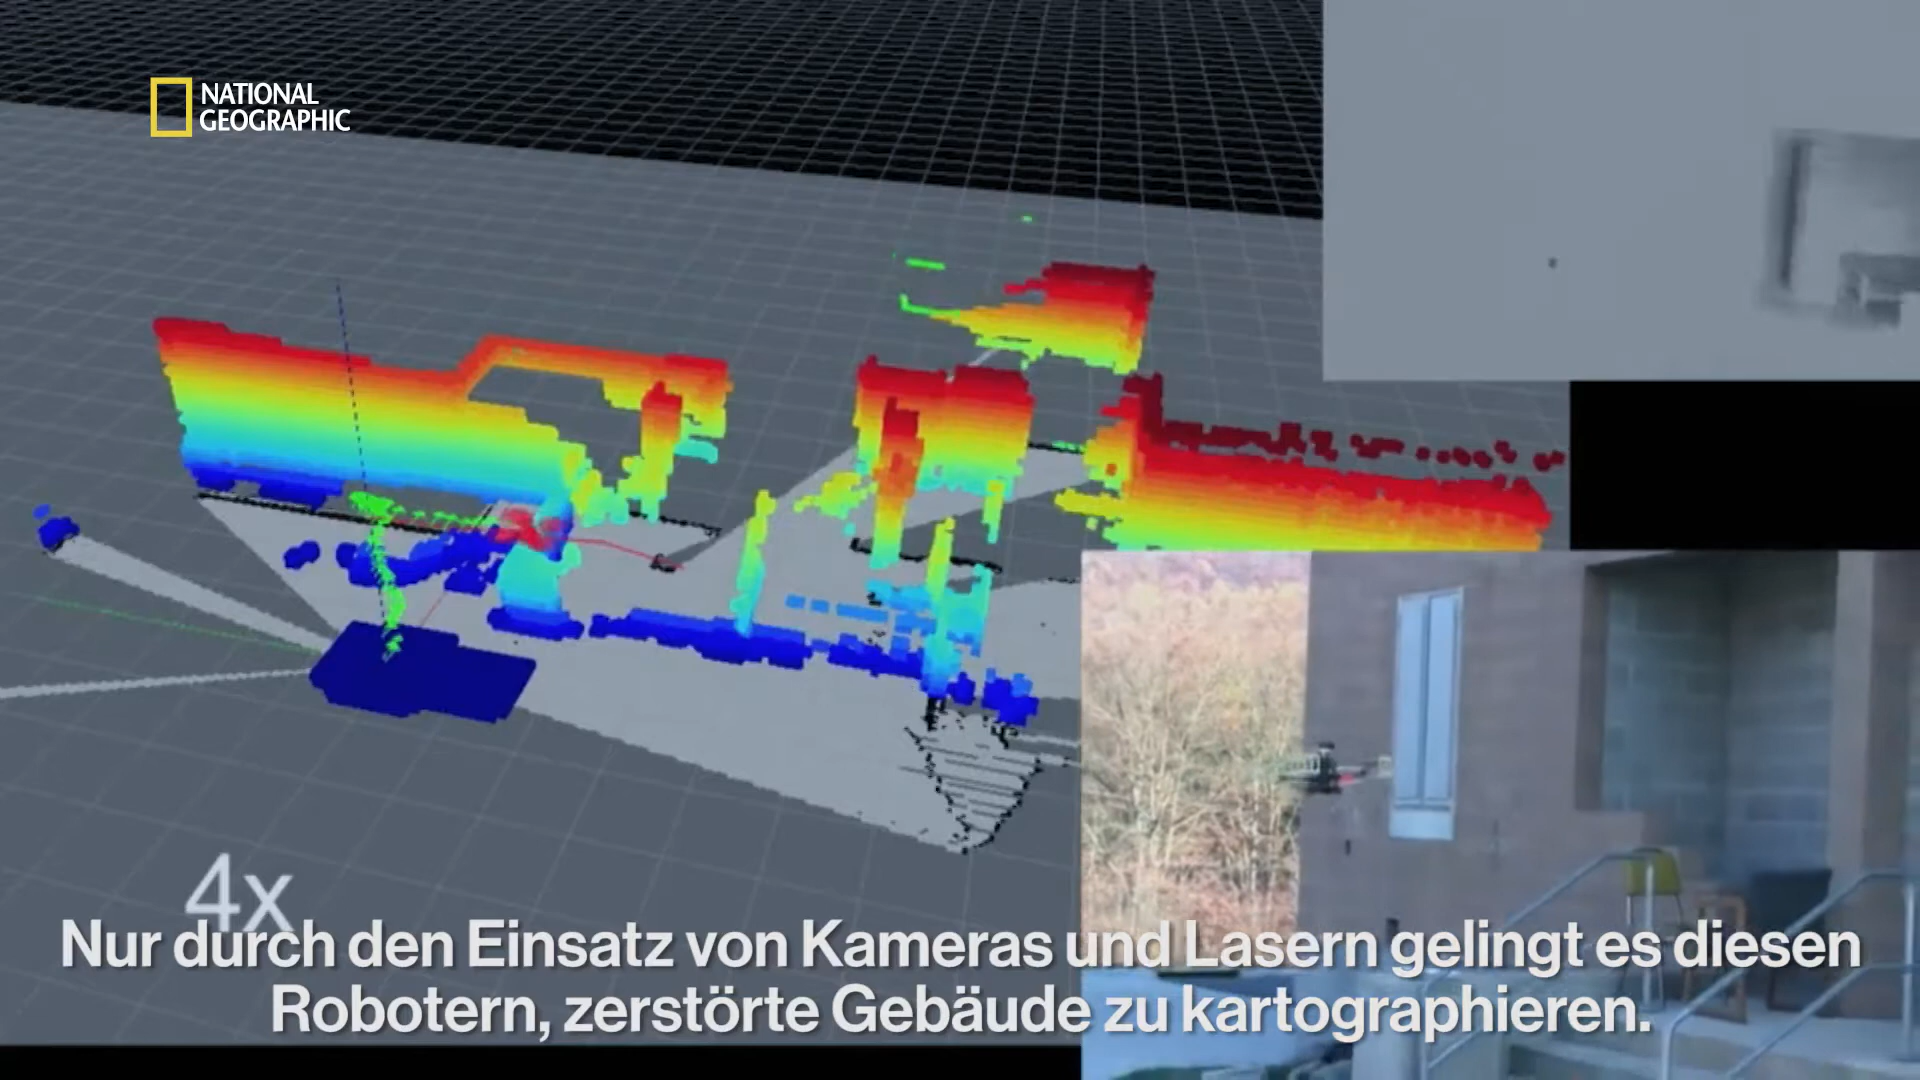 NATIONAL
GEOGRAPHIC
4x
Nur durch den Einsatz von Kameras und Lasern gelingt es diesen
Robotern, zerstörte Gebäude zu kartographieren.